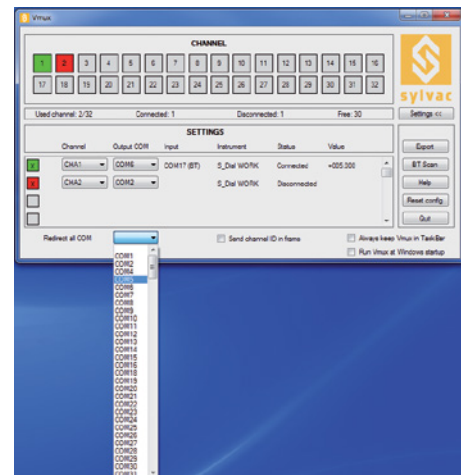 Vmux
CHANNEL
1 2 3 4 5 6 7 8 9 10 11 12 13 14 15 16
17 18 19 20 21 22 23 24 25 26 27 28 29 30 31 32
sylvac
Used channel: 2/32 Connected: 1 Disconnected: 1 Free: 30 Settings <<
SETTINGS
Channel Output COM Input Instrument Status Value
Export
CHA1 COM6 COM17 (BT) S_Dial WORK Connected +005.300
BT Scan
CHA2 COM2 S_Dial WORK Disconnected
Help
Reset config.
Quit
Redirect all COM Send channel ID in frame Always keep Vmux in TaskBar
Run Vmux at Windows startup
COM1
COM2
COM4
COM5
COM6
COM7
COM8
COM9
COM10
COM11
COM12
COM13
COM14
COM15
COM16
COM18
COM19
COM20
COM21
COM22
COM23
COM24
COM25
COM26
COM27
COM28
COM29
COM30
COM31